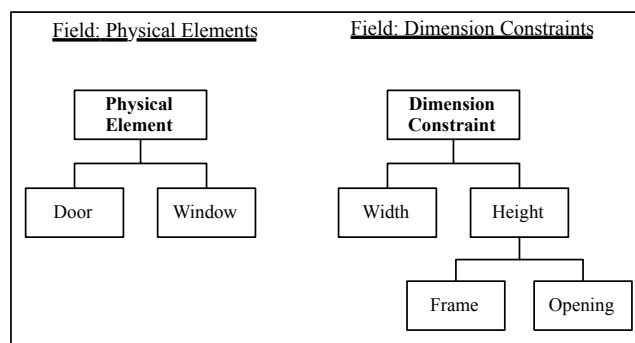 Field: Physical Elements
Field: Dimension Constraints
Physical
Element
Dimension
Constraint
Door
Window
Width
Height
Frame
Opening